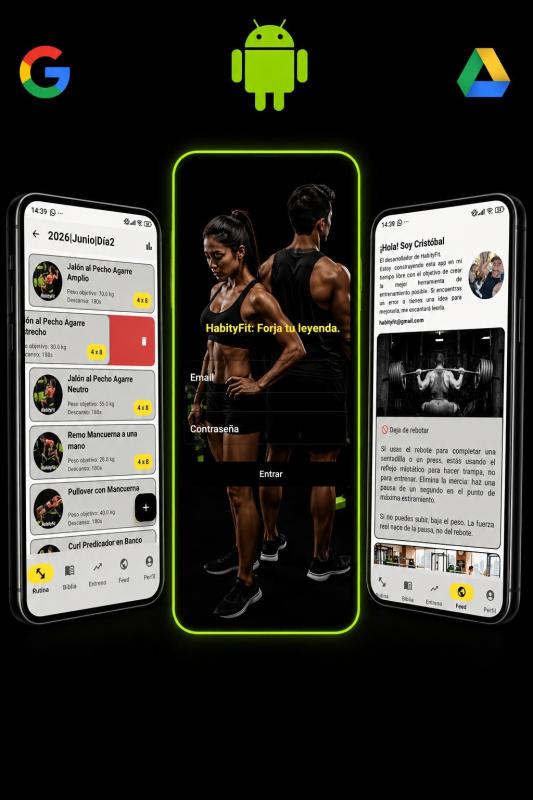 14:39
2026|Junio|Día2
Jalón al Pecho Agarre
Amplio
Peso objetivo: 70.0 kg
Descanso: 180s
4 x 8
ón al Pecho Agarre
trecho
o objetivo: 80.0 kg
canso: 180s
4 x 8
Jalón al Pecho Agarre
Neutro
Peso objetivo: 55.0 kg
Descanso: 180s
4 x 8
Remo Mancuerna a una
mano
Peso objetivo: 28.0 kg
Descanso: 180s
4 x 8
Pullover con Mancuerna
Peso objetivo: 40.0 kg
Descanso: 180s
+
Curl Predicador en Banco
Rutina
Biblia
Entreno
Feed
Perfil
HabityFit: Forja tu leyenda.
Email
Contraseña
Entrar
14:39
¡Hola! Soy Cristóbal
El desarrollador de HabityFit.
Estoy construyendo esta app en mi
tiempo libre con el objetivo de crear
la mejor herramienta de
entrenamiento posible. Si encuentras
un error o tienes una idea para
mejorarla, me encantará leerla.
habityfit@gmail.com
Deja de rebotar
Si usas el rebote para completar una
sentadilla o un press, estás usando el
reflejo miotático para hacer trampa, no
para entrenar. Elimina la inercia: haz una
pausa de un segundo en el punto de
máximo estiramiento.
Si no puedes subir, baja el peso. La fuerza
real nace de la pausa, no del rebote.
Rutina
Biblia
Entreno
Feed
Perfil